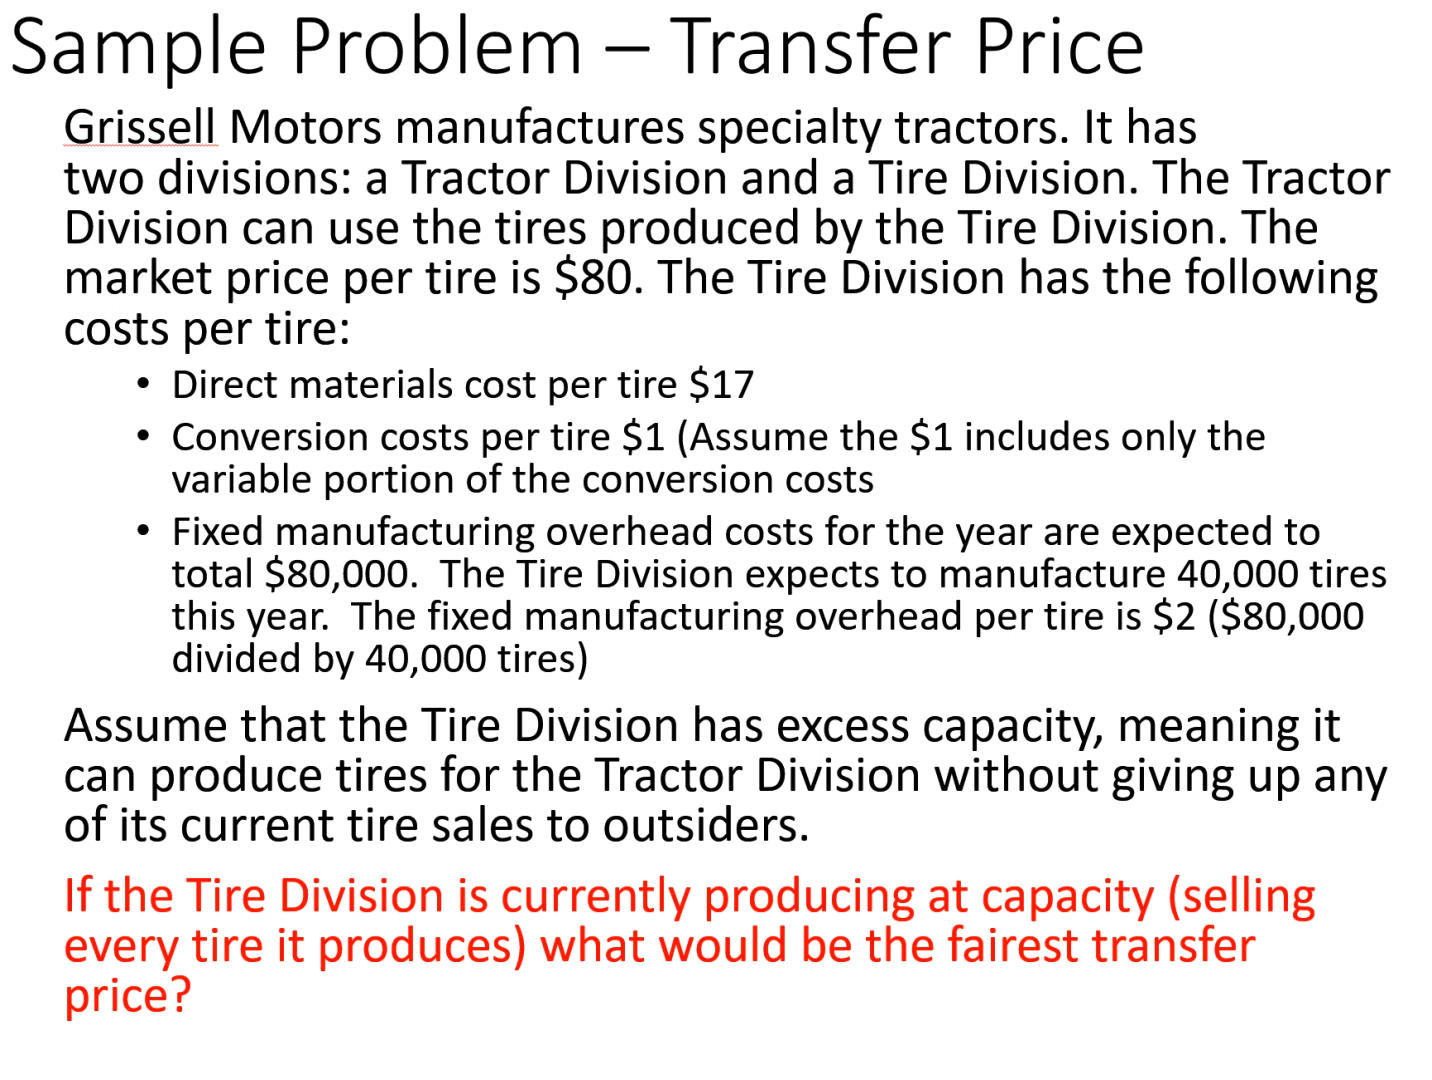 Sample Problem – Transfer Price
Grissell Motors manufactures specialty tractors. It has
two divisions: a Tractor Division and a Tire Division. The Tractor
Division can use the tires produced by the Tire Division. The
market price per tire is $80. The Tire Division has the following
costs per tire:
• Direct materials cost per tire $17
• Conversion costs per tire $1 (Assume the $1 includes only the
variable portion of the conversion costs
• Fixed manufacturing overhead costs for the year are expected to
total $80,000.  The Tire Division expects to manufacture 40,000 tires
this year.  The fixed manufacturing overhead per tire is $2 ($80,000
divided by 40,000 tires)
Assume that the Tire Division has excess capacity, meaning it
can produce tires for the Tractor Division without giving up any
of its current tire sales to outsiders.
If the Tire Division is currently producing at capacity (selling
every tire it produces) what would be the fairest transfer
price?